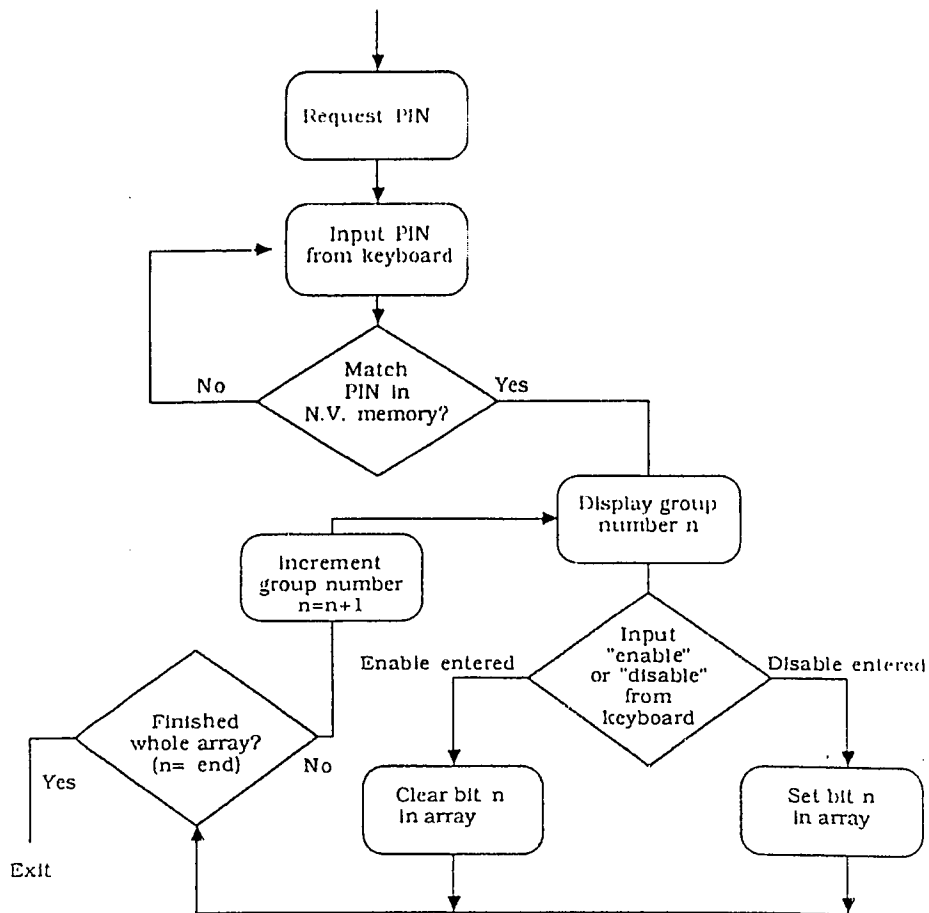 Request PIN
Input PIN
from keyboard
Match
PIN in
N.V. memory?
No
Yes
Display group
number n
Increment
group number
n=n+1
Input
"enable"
or "disable"
from
keyboard
Enable entered
Disable entered
Finished
whole array?
(n= end)
No
Yes
Clear bit n
in array
Set bit n
in array
Exit